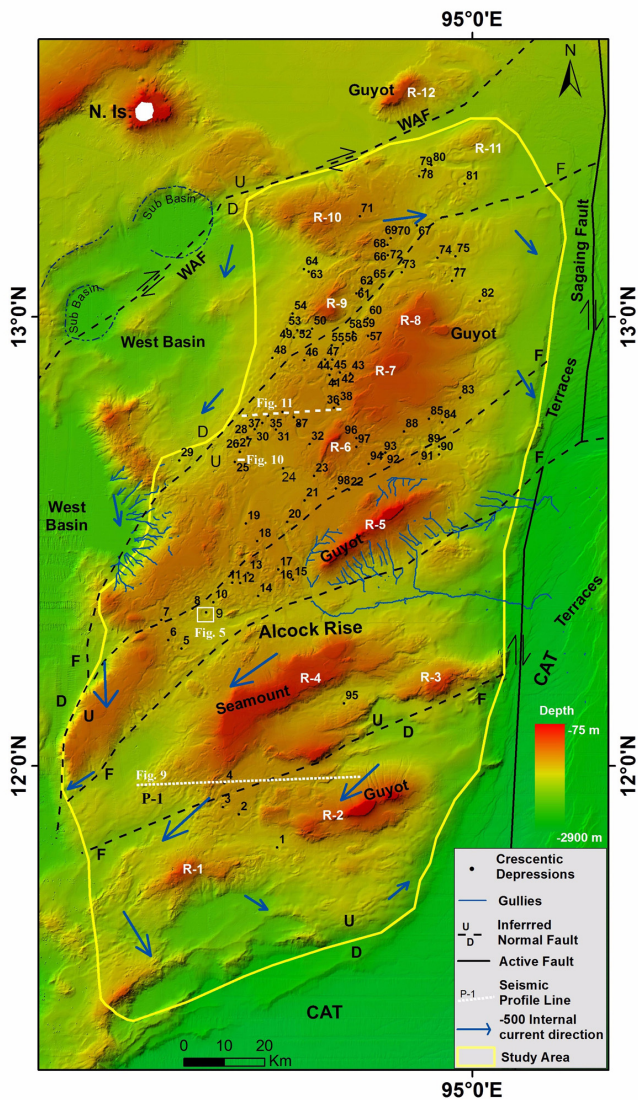 95°0'E
N
Guyot R-12
N. Is.
WAF
R-11
79 80
78
81
F
U
D
Sub Basin
R-10
71
69 70 67
68
66 72
74 75
73
65
77
64
63
Sagaing Fault
WAF
62
61
82
54
R-9
60
R-8
13°0'N
13°0'N
Sub Basin
53 50
58 59
49 52
55 56 57
Guyot
West Basin
48
46 47
44 45 43
R-7
42
41
F
Terraces
38
36
83
Fig. 11
85
84
D
37 35 87
28
88
96
30 31
27
26
32
97
R-6
93
89
90
29
U
94 92
91
F
25
Fig. 10
24
23
98 22
21
West
Basin
20
19
R-5
18
Guyot
17
13
11 12
16 15
14
10
8
9
7
Fig. 5
Alcock Rise
Terraces
6
5
F
R-4
R-3
CAT
Seamount
D
U
95
F
U
D
Depth
-75 m
-2900 m
12°0'N
12°0'N
Fig. 9
4
F
P-1
3
2
Guyot
R-2
1
F
R-1
U
D
CAT
0 10 20
Km
Crescentic
Depressions
Gullies
U
D
Inferrred
Normal Fault
Active Fault
P-1
Seismic
Profile Line
-500 Internal
current direction
Study Area
95°0'E